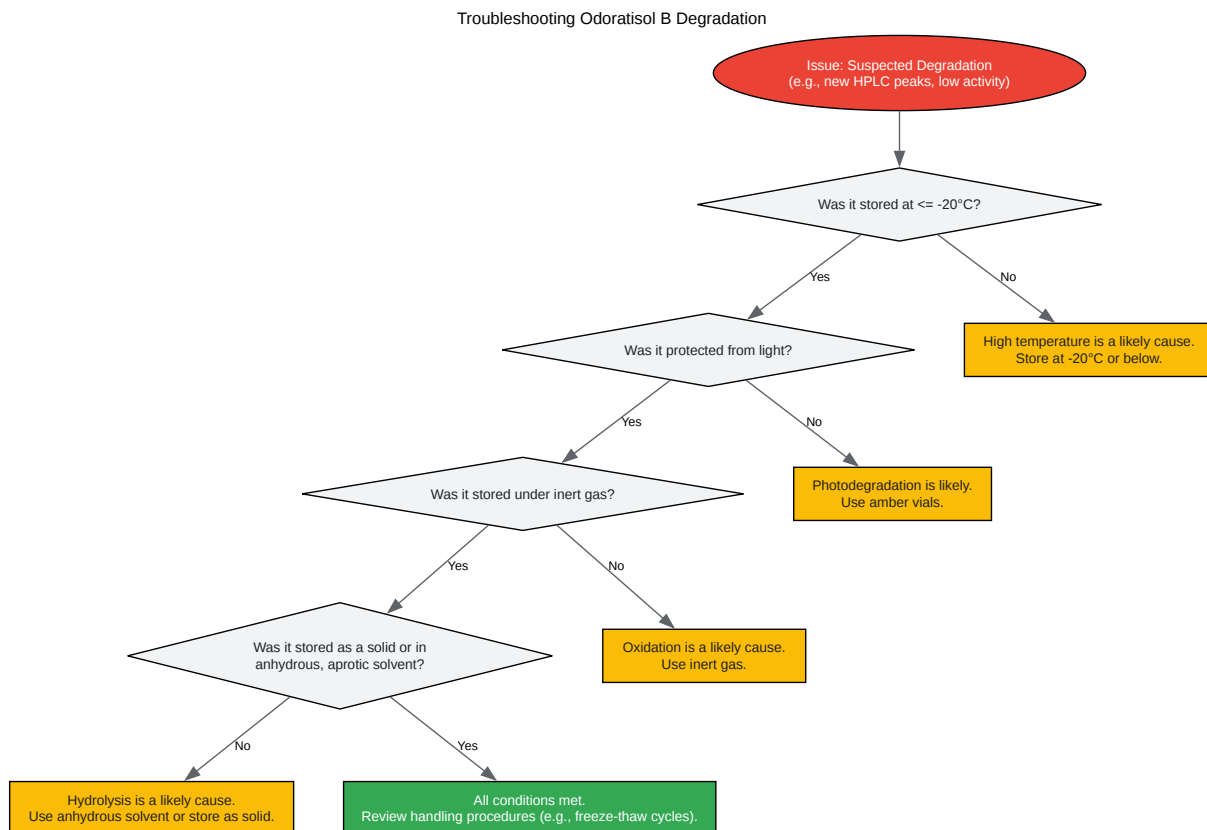 Troubleshooting Odoratisol B Degradation
Issue: Suspected Degradation
(e.g., new HPLC peaks, low activity)
Was it stored at <= -20°C?
Yes
No
Was it protected from light?
High temperature is a likely cause.
Store at -20°C or below.
Yes
No
Was it stored under inert gas?
Photodegradation is likely.
Use amber vials.
Yes
No
Was it stored as a solid or in
anhydrous, aprotic solvent?
Oxidation is a likely cause.
Use inert gas.
No
Yes
Hydrolysis is a likely cause.
Use anhydrous solvent or store as solid.
All conditions met.
Review handling procedures (e.g., freeze-thaw cycles).